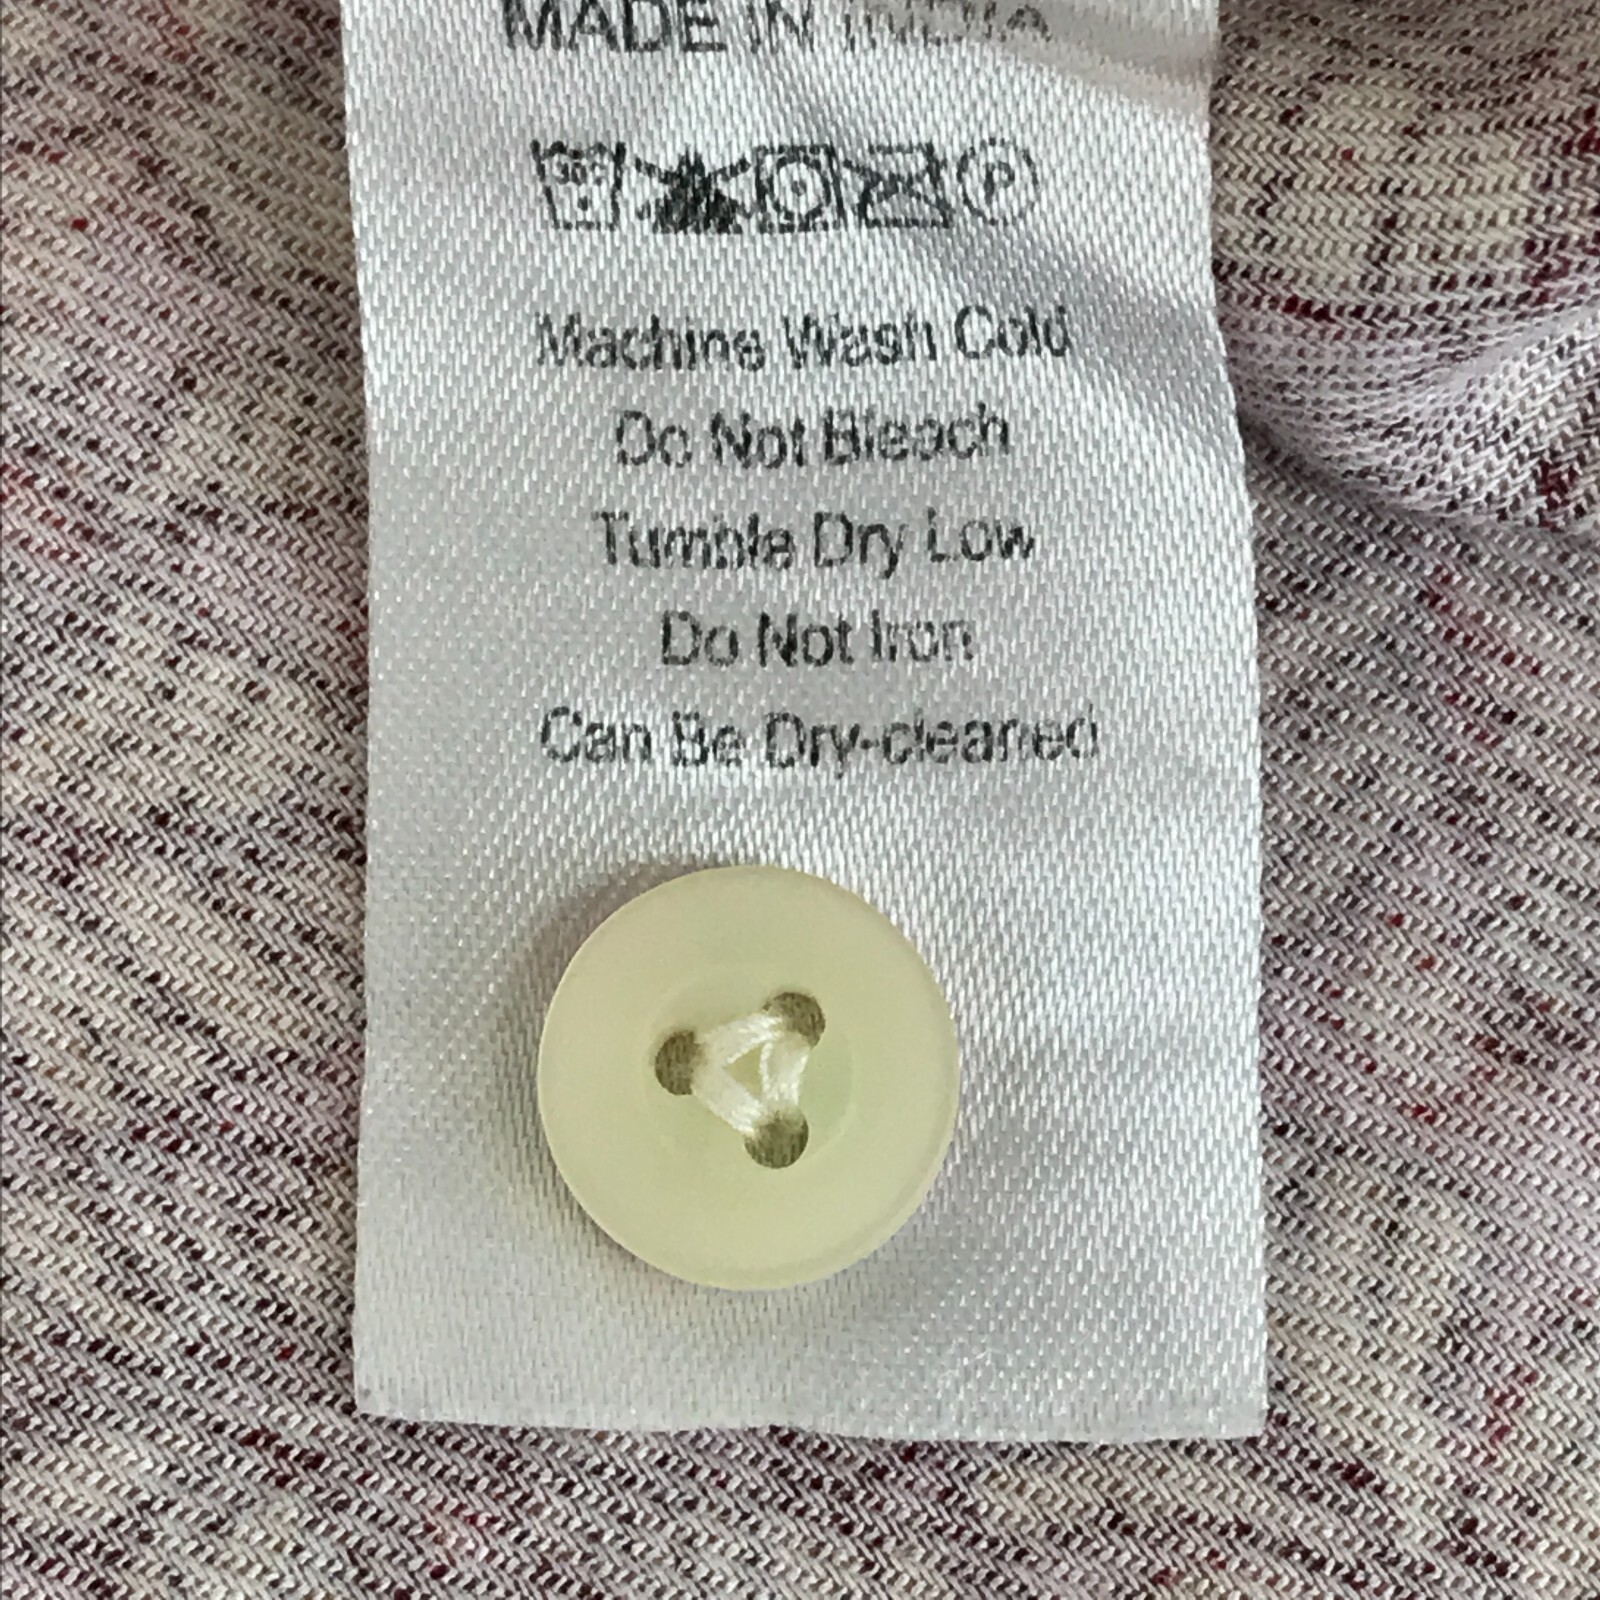 MADE IN INDIA
30°
P
Machine Wash Cold
Do Not Bleach
Tumble Dry Low
Do Not Iron
Can Be Dry-cleaned